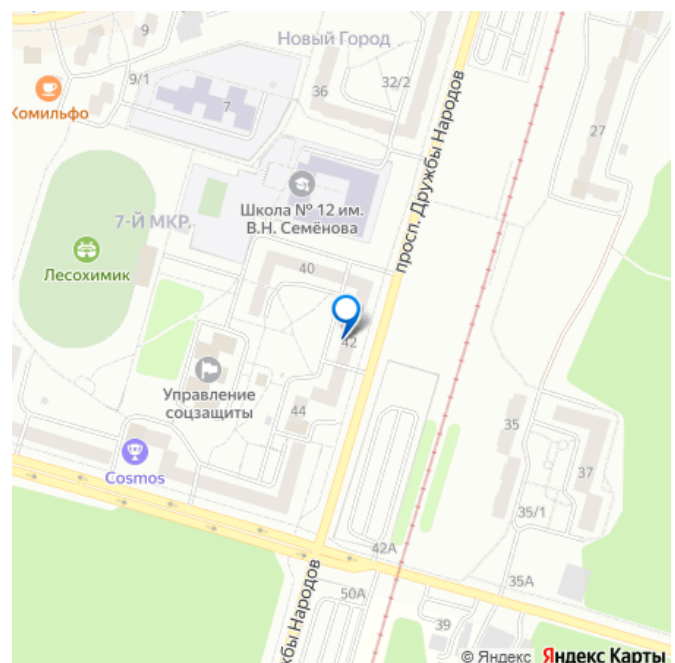 9
Новый Город
9/1
36
32/2
Комильфо
7
27
просп. Дружбы Народов
Школа № 12 им.
В.Н. Семёнова
7-Й МКР.
Лесохимик
40
42
Управление
соцзащиты
44
35
37
Cosmos
35/1
42А
35А
50А
39
жбы Народов
© Яндекс Яндекс Карты